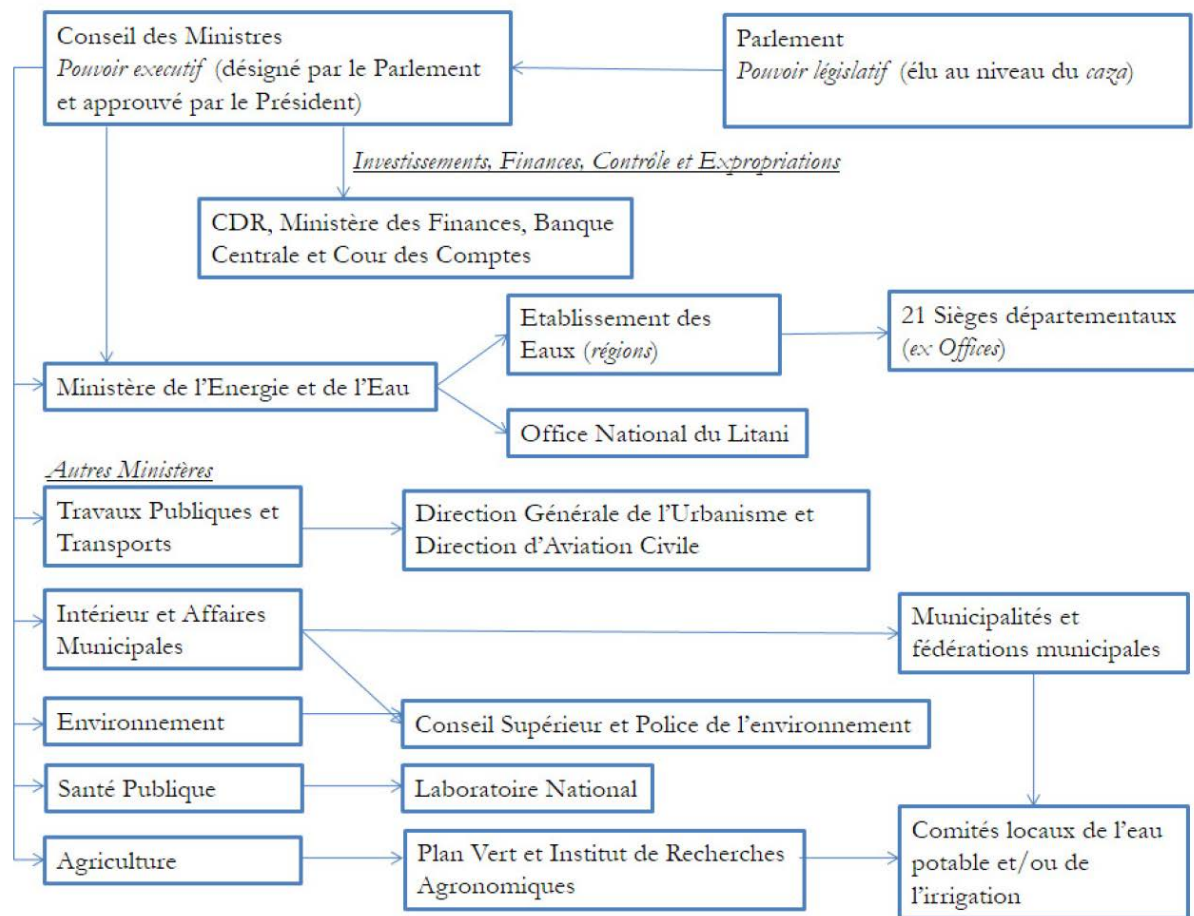 Conseil des Ministres
Pouvoir executif (désigné par le Parlement
et approuvé par le Président)
Parlement
Pouvoir législatif (élu au niveau du caza)
Investissements, Finances, Contrôle et Expropriations
CDR, Ministère des Finances, Banque
Centrale et Cour des Comptes
Etablissement des
Eaux (régions)
21 Sièges départementaux
(ex Offices)
Ministère de l'Energie et de l'Eau
Office National du Litani
Autres Ministères
Travaux Publiques et
Transports
Direction Générale de l'Urbanisme et
Direction d'Aviation Civile
Intérieur et Affaires
Municipales
Municipalités et
fédérations municipales
Environnement
Conseil Supérieur et Police de l'environnement
Santé Publique
Laboratoire National
Agriculture
Plan Vert et Institut de Recherches
Agronomiques
Comités locaux de l'eau
potable et/ou de
l'irrigation